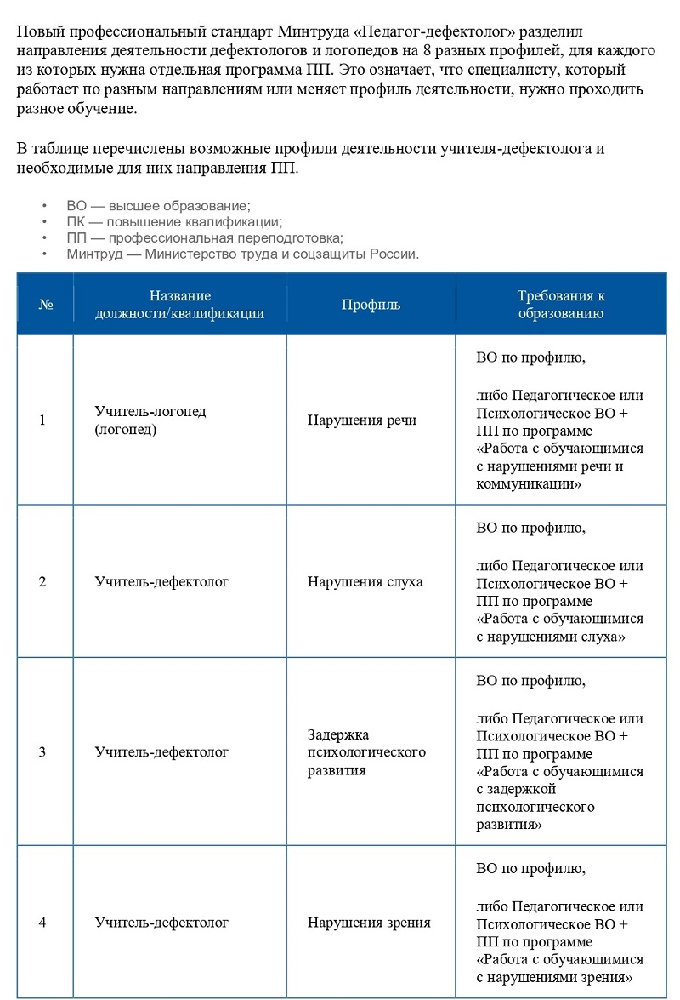 Новый профессиональный стандарт Минтруда «Педагог-дефектолог» разделил
направления деятельности дефектологов и логопедов на 8 разных профилей, для каждого
из которых нужна отдельная программа ПП. Это означает, что специалисту, который
работает по разным направлениям или меняет профиль деятельности, нужно проходить
разное обучение.
В таблице перечислены возможные профили деятельности учителя-дефектолога и
необходимые для них направления ПП.
• ВО — высшее образование;
• ПК — повышение квалификации;
• ПП — профессиональная переподготовка;
• Минтруд — Министерство труда и соцзащиты России.
№
Название
должности/квалификации
Профиль
Требования к
образованию
1
Учитель-логопед
(логопед)
Нарушения речи
ВО по профилю,
либо Педагогическое или
Психологическое ВО +
ПП по программе
«Работа с обучающимися
с нарушениями речи и
коммуникации»
2
Учитель-дефектолог
Нарушения слуха
ВО по профилю,
либо Педагогическое или
Психологическое ВО +
ПП по программе
«Работа с обучающимися
с нарушениями слуха»
3
Учитель-дефектолог
Задержка
психологического
развития
ВО по профилю,
либо Педагогическое или
Психологическое ВО +
ПП по программе
«Работа с обучающимися
с задержкой
психологического
развития»
4
Учитель-дефектолог
Нарушения зрения
ВО по профилю,
либо Педагогическое или
Психологическое ВО +
ПП по программе
«Работа с обучающимися
с нарушениями зрения»